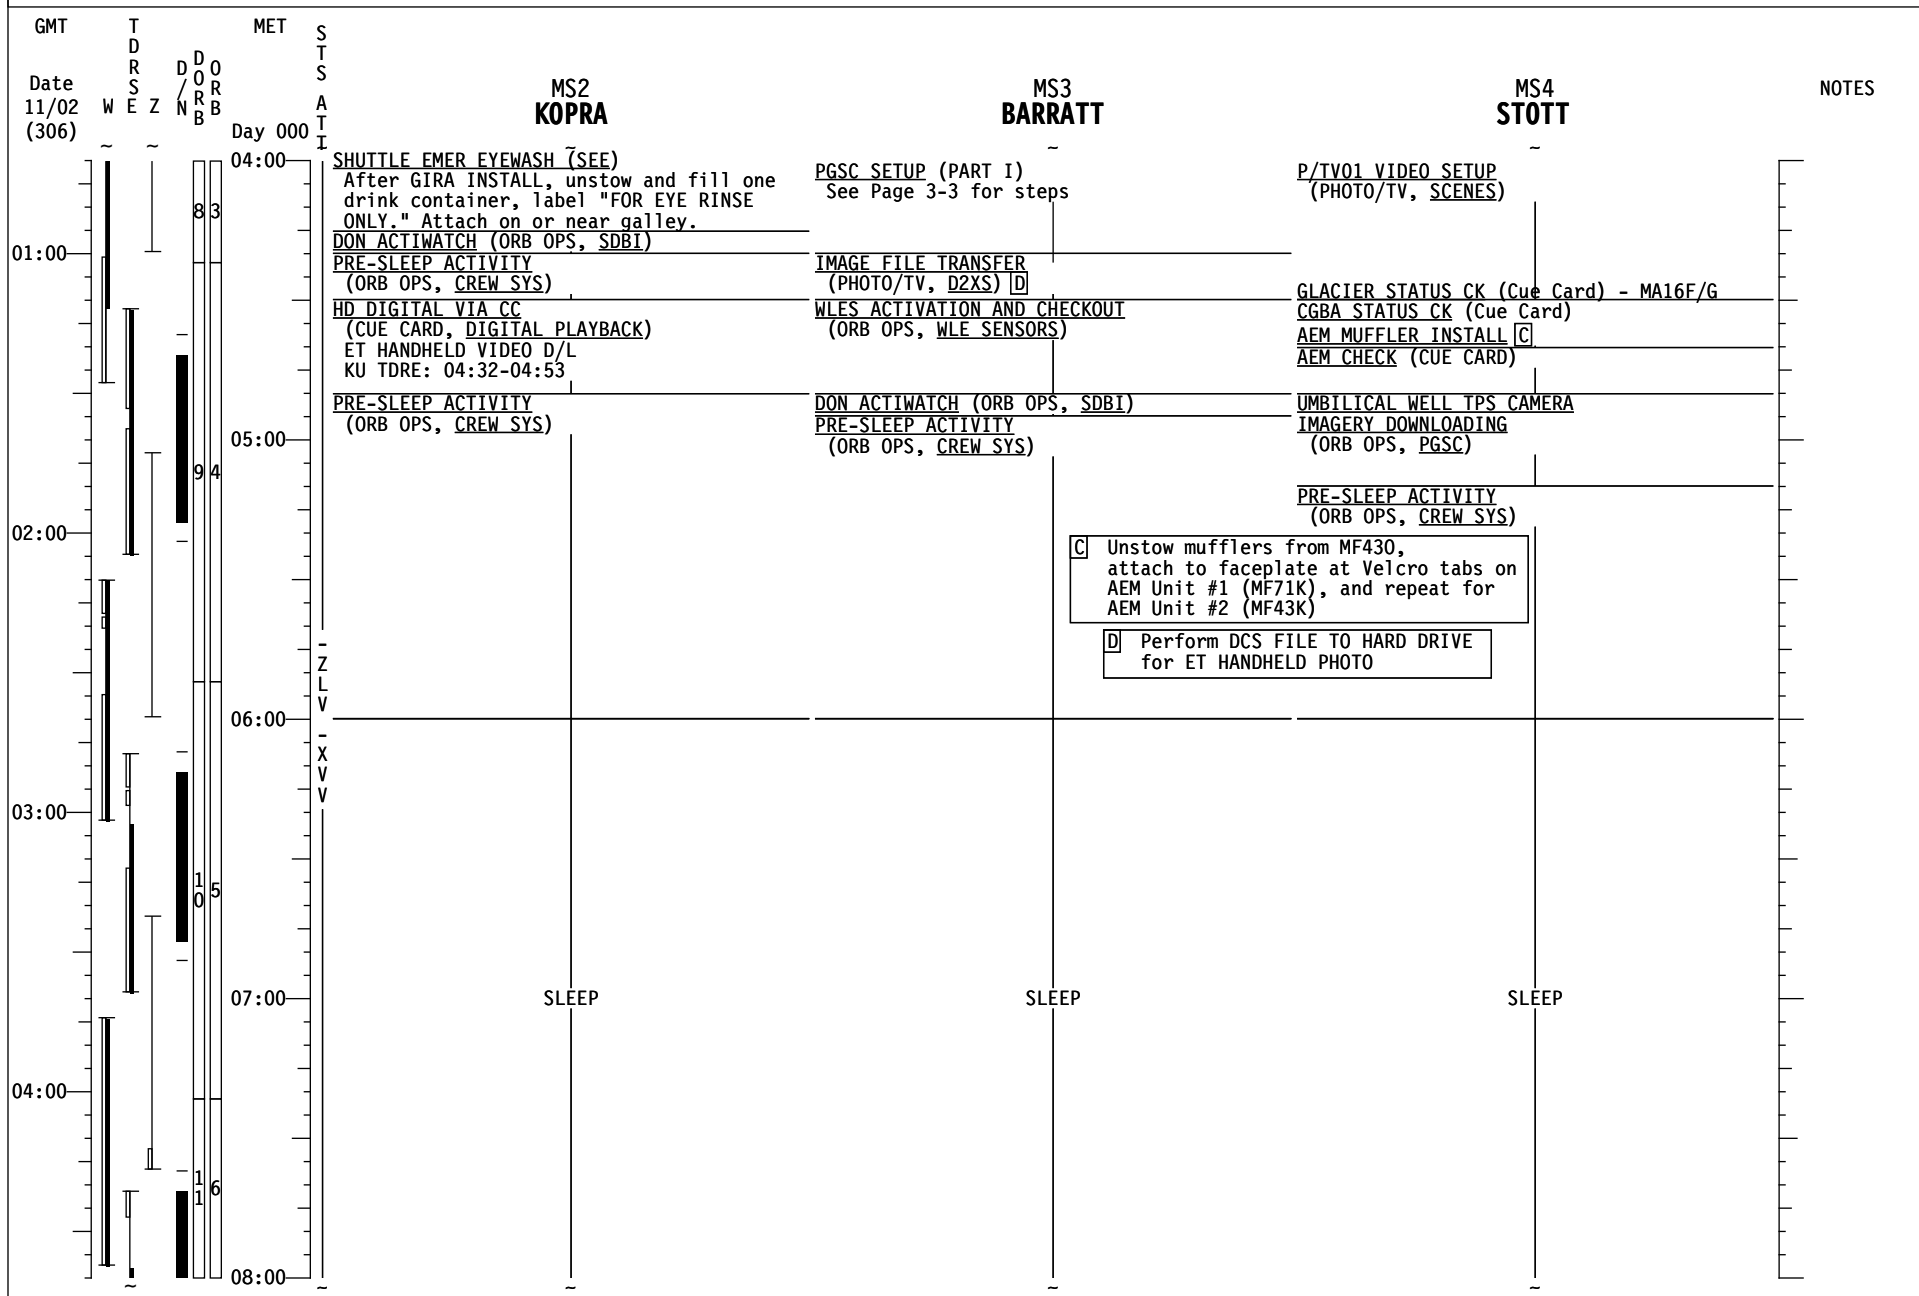 GMT
Date
11/02
(306)
TDRS
W E Z
D/N
DORB
ORB
MET
Day 000
STS ATT
MS2
KOPRA
MS3
BARRATT
MS4
STOTT
NOTES
04:00
05:00
06:00
07:00
08:00
01:00
02:00
03:00
04:00
8 3
9 4
10 5
11 6
-ZLV
-XVV
SHUTTLE EMER EYEWASH (SEE)
After GIRA INSTALL, unstow and fill one
drink container, label "FOR EYE RINSE
ONLY." Attach on or near galley.
DON ACTIWATCH (ORB OPS, SDBI)
PRE-SLEEP ACTIVITY
(ORB OPS, CREW SYS)
HD DIGITAL VIA CC
(CUE CARD, DIGITAL PLAYBACK)
ET HANDHELD VIDEO D/L
KU TDRE: 04:32-04:53
PRE-SLEEP ACTIVITY
(ORB OPS, CREW SYS)
SLEEP
PGSC SETUP (PART I)
See Page 3-3 for steps
IMAGE FILE TRANSFER
(PHOTO/TV, D2XS) D
WLES ACTIVATION AND CHECKOUT
(ORB OPS, WLE SENSORS)
DON ACTIWATCH (ORB OPS, SDBI)
PRE-SLEEP ACTIVITY
(ORB OPS, CREW SYS)
SLEEP
P/TV01 VIDEO SETUP
(PHOTO/TV, SCENES)
GLACIER STATUS CK (Cue Card) - MA16F/G
CGBA STATUS CK (Cue Card)
AEM MUFFLER INSTALL C
AEM CHECK (CUE CARD)
UMBILICAL WELL TPS CAMERA
IMAGERY DOWNLOADING
(ORB OPS, PGSC)
PRE-SLEEP ACTIVITY
(ORB OPS, CREW SYS)
C Unstow mufflers from MF43O,
attach to faceplate at Velcro tabs on
AEM Unit #1 (MF71K), and repeat for
AEM Unit #2 (MF43K)
D Perform DCS FILE TO HARD DRIVE
for ET HANDHELD PHOTO
SLEEP